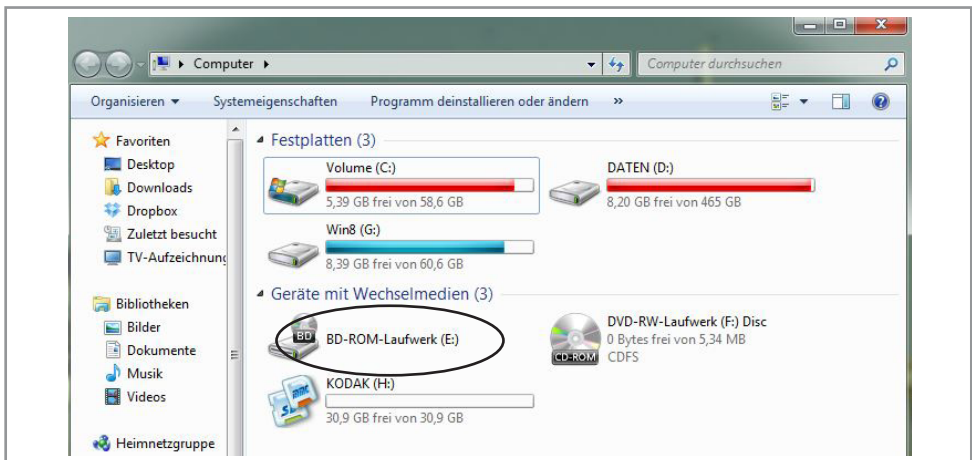 Computer
Computer durchsuchen
Organisieren Systemeigenschaften Programm deinstallieren oder ändern »
Favoriten
Desktop
Downloads
Dropbox
Zuletzt besucht
TV-Aufzeichnung
Bibliotheken
Bilder
Dokumente
Musik
Videos
Heimnetzgruppe
Festplatten (3)
Volume (C:)
5,39 GB frei von 58,6 GB
DATEN (D:)
8,20 GB frei von 465 GB
Win8 (G:)
8,39 GB frei von 60,6 GB
Geräte mit Wechselmedien (3)
BD
BD-ROM-Laufwerk (E:)
CD-ROM
DVD-RW-Laufwerk (F:) Disc
0 Bytes frei von 5,34 MB
CDFS
KODAK (H:)
30,9 GB frei von 30,9 GB